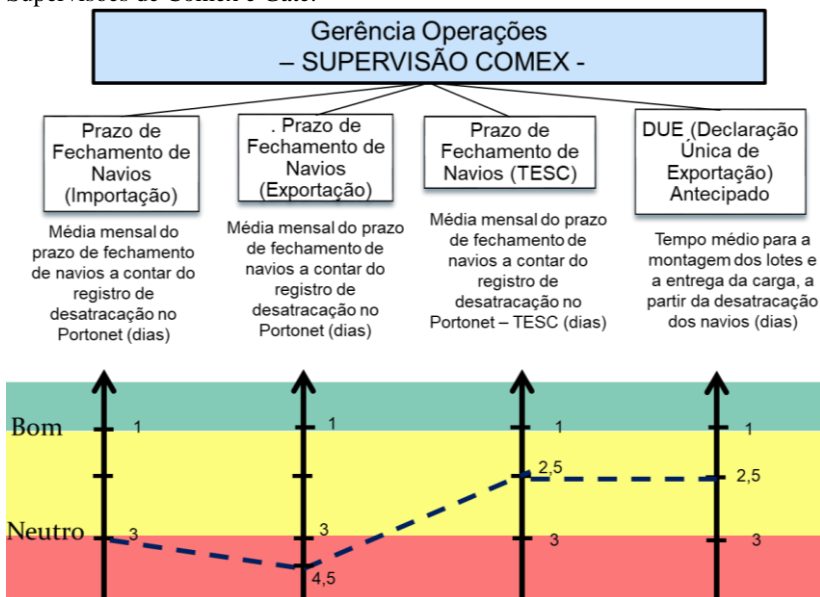 Supervisões de Comex e Gate.
Gerência Operações
– SUPERVISÃO COMEX -
Prazo de
Fechamento de
Navios
(Importação)
. Prazo de
Fechamento de
Navios
(Exportação)
Prazo de
Fechamento de
Navios (TESC)
DUE (Declaração
Única de
Exportação)
Antecipado
Média mensal do
prazo de fechamento
de navios a contar do
registro de
desatracação no
Portonet (dias)
Média mensal do prazo
de fechamento de
navios a contar do
registro de
desatracação no
Portonet (dias)
Média mensal do prazo
de fechamento de
navios a contar do
registro de
desatracação no
Portonet – TESC (dias)
Tempo médio para a
montagem dos lotes e
a entrega da carga, a
partir da desatracação
dos navios (dias)
Bom 1 1 1 1
2,5 2,5
Neutro 3 3 3 3
4,5